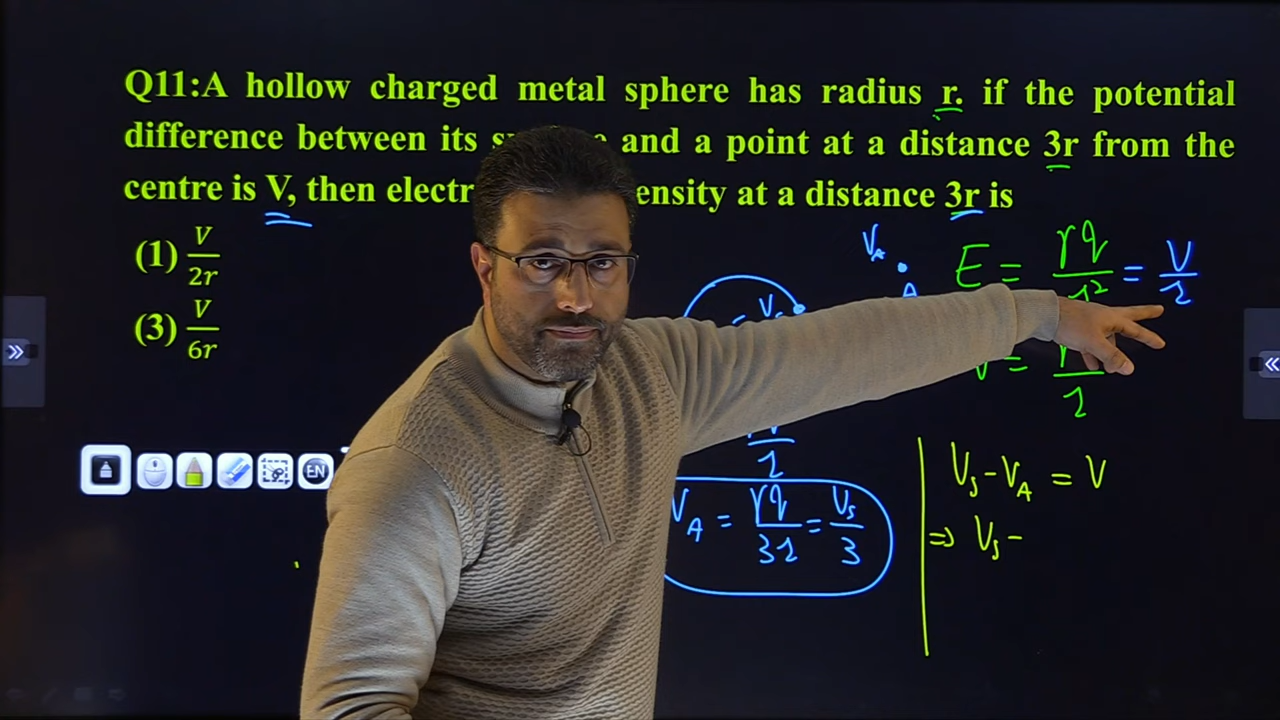 Q11:A hollow charged metal sphere has radius r. if the potential
difference between its and a point at a distance 3r from the
centre is V, then at a distance 3r is
(1) V/2r
(3) V/6r
V_A
A
E = = V/r
V =
V_A = Kq/3r = V_s/3
V_s - V_A = V
⇒ V_s -
EN